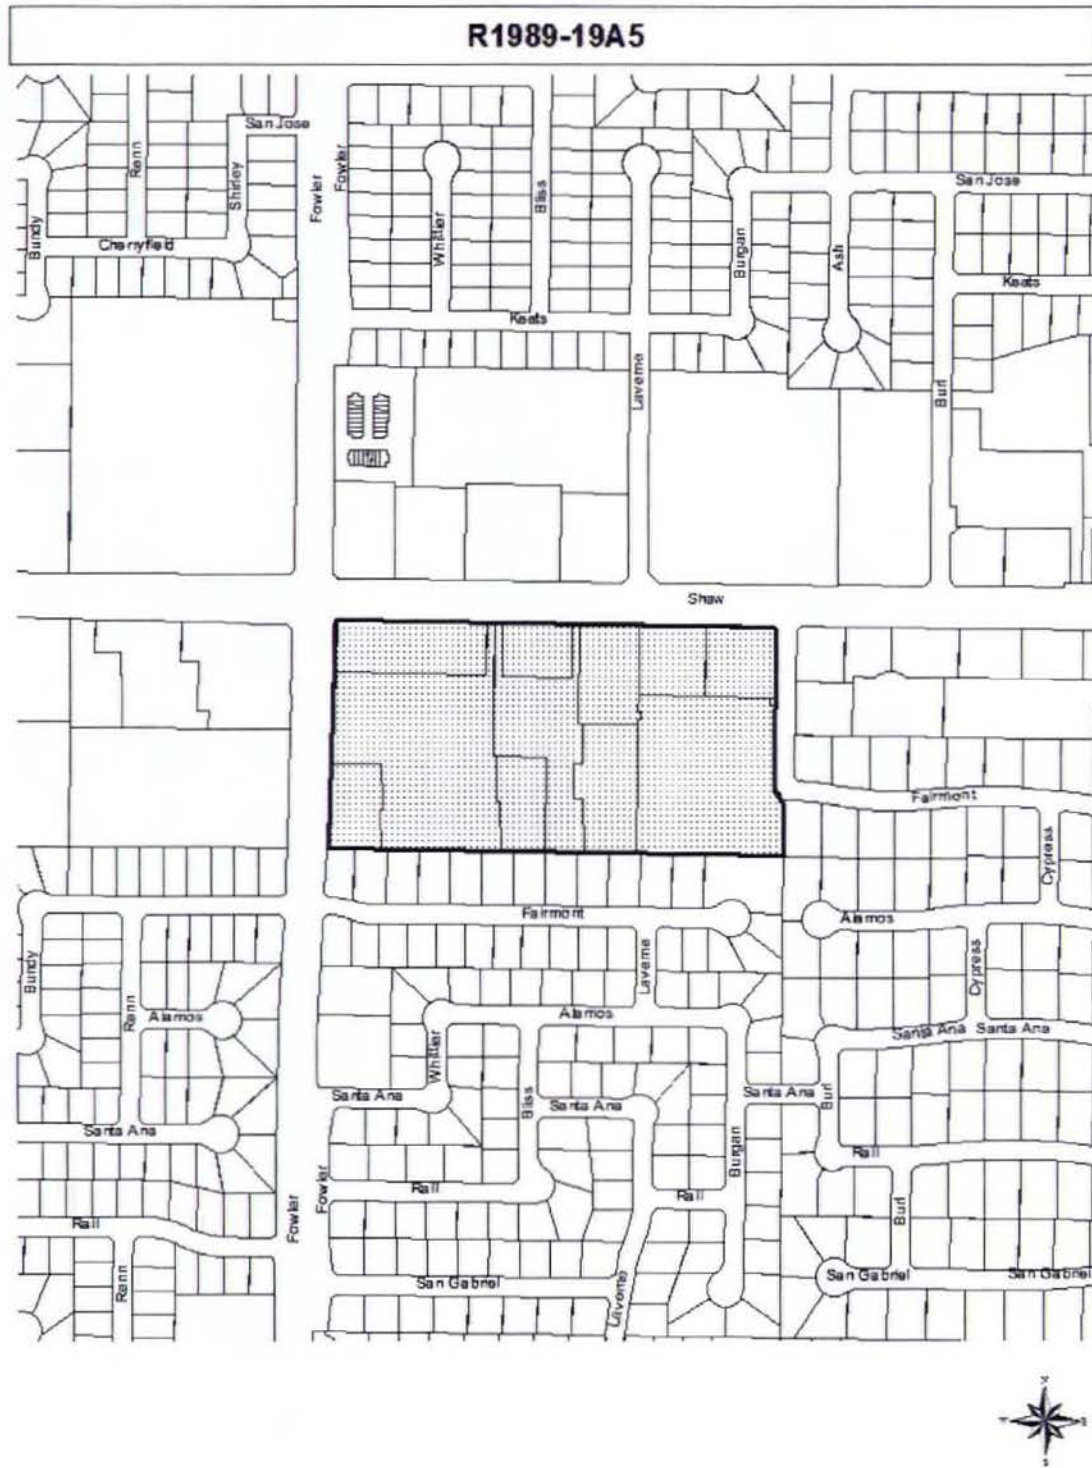 R1989-19A5
San Jose
Renn
Shirley
Fowler
Fowler
Whittier
Bliss
Bundy
Cherryfield
Burgan
Ash
San Jose
Keats
Keats
Laverne
Burl
Shaw
Fairmont
Cypress
Fairmont
Alamos
Bundy
Renn
Alamos
Laverne
Cypress
Alamos
Santa Ana
Santa Ana
Whittier
Santa Ana
Bliss
Santa Ana
Santa Ana
Burl
Santa Ana
Burgan
Rall
Fowler
Fowler
Rall
Rall
Burl
Rall
Renn
San Gabriel
Laverne
San Gabriel
San Gabriel
N
S